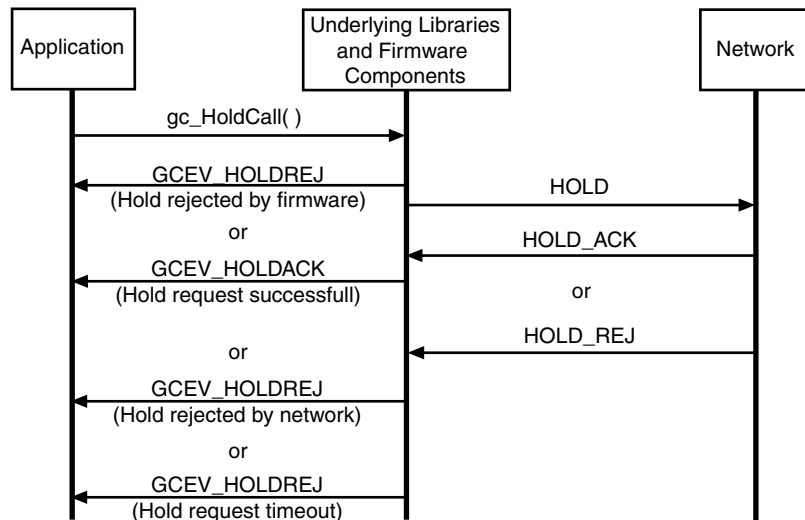 Application
Underlying Libraries
and Firmware
Components
Network
gc_HoldCall( )
GCEV_HOLDREJ
(Hold rejected by firmware)
HOLD
or
HOLD_ACK
GCEV_HOLDACK
(Hold request successfull)
or
HOLD_REJ
or
GCEV_HOLDREJ
(Hold rejected by network)
or
GCEV_HOLDREJ
(Hold request timeout)